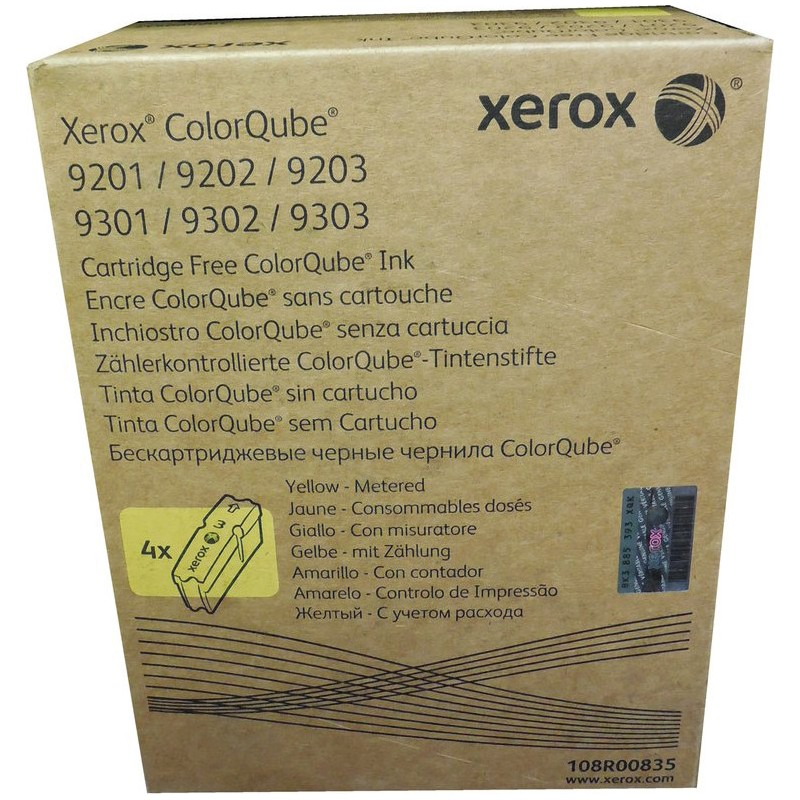 xerox
Xerox® ColorQube®
9201 / 9202 / 9203
9301 / 9302 / 9303
Cartridge Free ColorQube® Ink
Encre ColorQube® sans cartouche
Inchiostro ColorQube® senza cartuccia
Zählerkontrollierte ColorQube®-Tintenstifte
Tinta ColorQube® sin cartucho
Tinta ColorQube® sem Cartucho
Бескартриджевые черные чернила ColorQube®
Yellow - Metered
Jaune - Consommables dosés
Giallo - Con misuratore
Gelbe - mit Zählung
Amarillo - Con contador
Amarelo - Controlo de Impressão
Желтый - С учетом расхода
4x
xerox
108R00835
www.xerox.com